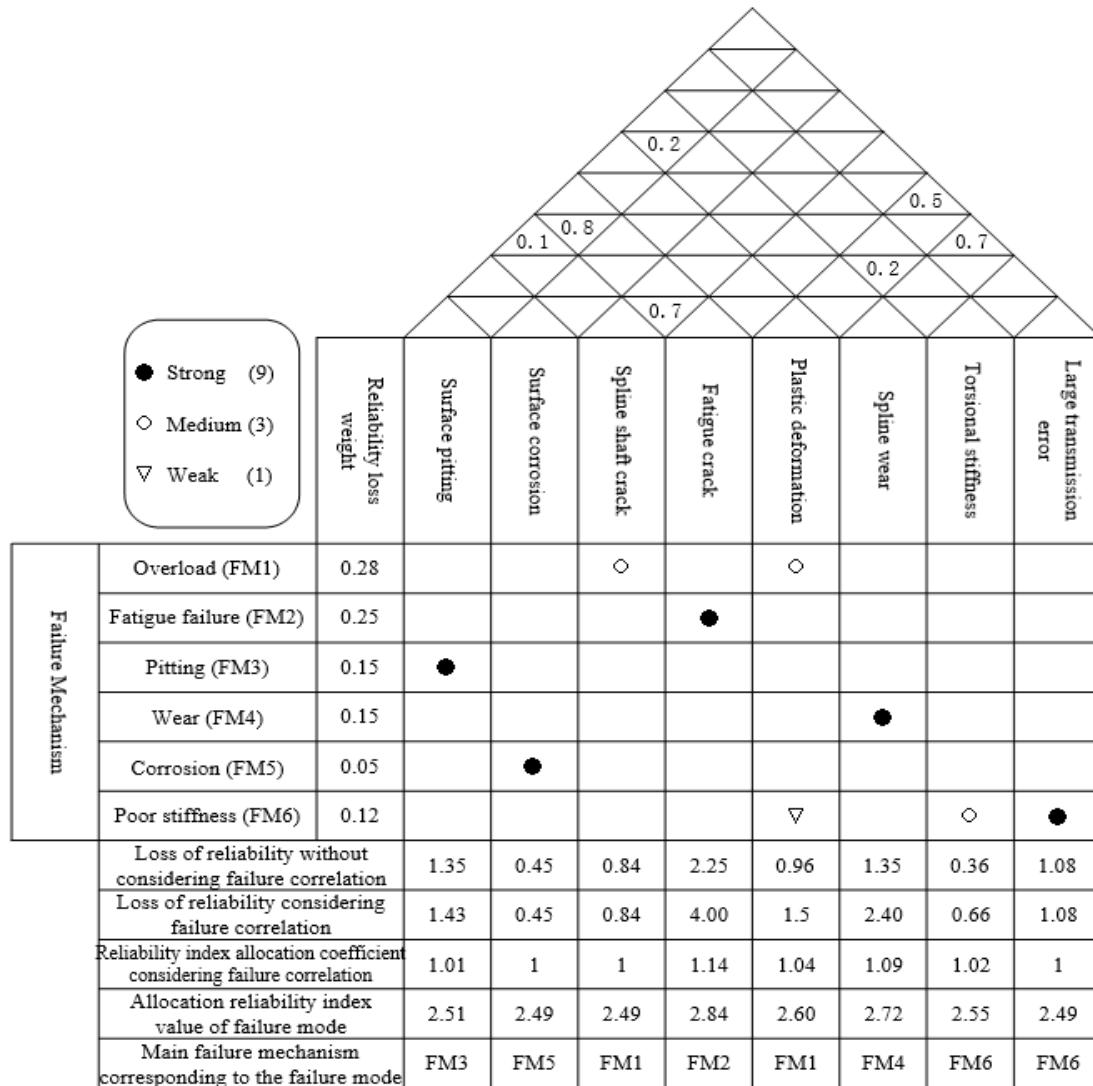 0.2
0.5
0.8
0.1
0.7
0.2
0.7
Strong (9)
Medium (3)
Weak (1)
Reliability loss
weight
Surface pitting
Surface corrosion
Spline shaft crack
Fatigue crack
Plastic deformation
Spline wear
Torsional stiffness
Large transmission
error
Failure Mechanism
Overload (FM1) 0.28
Fatigue failure (FM2) 0.25
Pitting (FM3) 0.15
Wear (FM4) 0.15
Corrosion (FM5) 0.05
Poor stiffness (FM6) 0.12
Loss of reliability without
considering failure correlation
1.35 0.45 0.84 2.25 0.96 1.35 0.36 1.08
Loss of reliability considering
failure correlation
1.43 0.45 0.84 4.00 1.5 2.40 0.66 1.08
Reliability index allocation coefficient
considering failure correlation
1.01 1 1 1.14 1.04 1.09 1.02 1
Allocation reliability index
value of failure mode
2.51 2.49 2.49 2.84 2.60 2.72 2.55 2.49
Main failure mechanism
corresponding to the failure mode
FM3 FM5 FM1 FM2 FM1 FM4 FM6 FM6